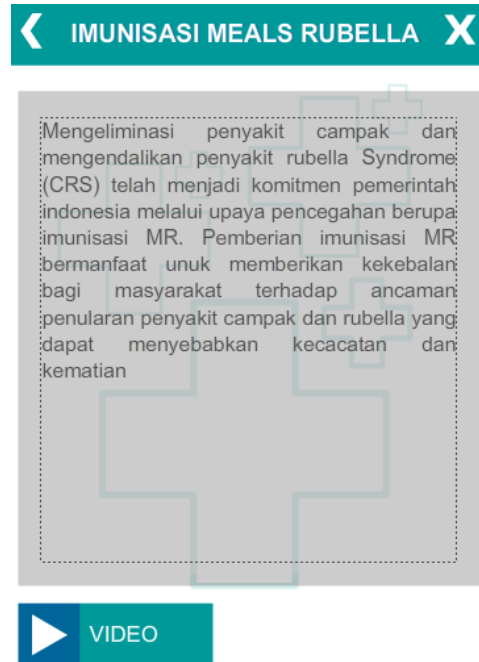 IMUNISASI MEALS RUBELLA X
Mengeliminasi penyakit campak dan
mengendalikan penyakit rubella Syndrome
(CRS) telah menjadi komitmen pemerintah
indonesia melalui upaya pencegahan berupa
imunisasi MR. Pemberian imunisasi MR
bermanfaat unuk memberikan kekebalan
bagi masyarakat terhadap ancaman
penularan penyakit campak dan rubella yang
dapat menyebabkan kecacatan dan
kematian
VIDEO